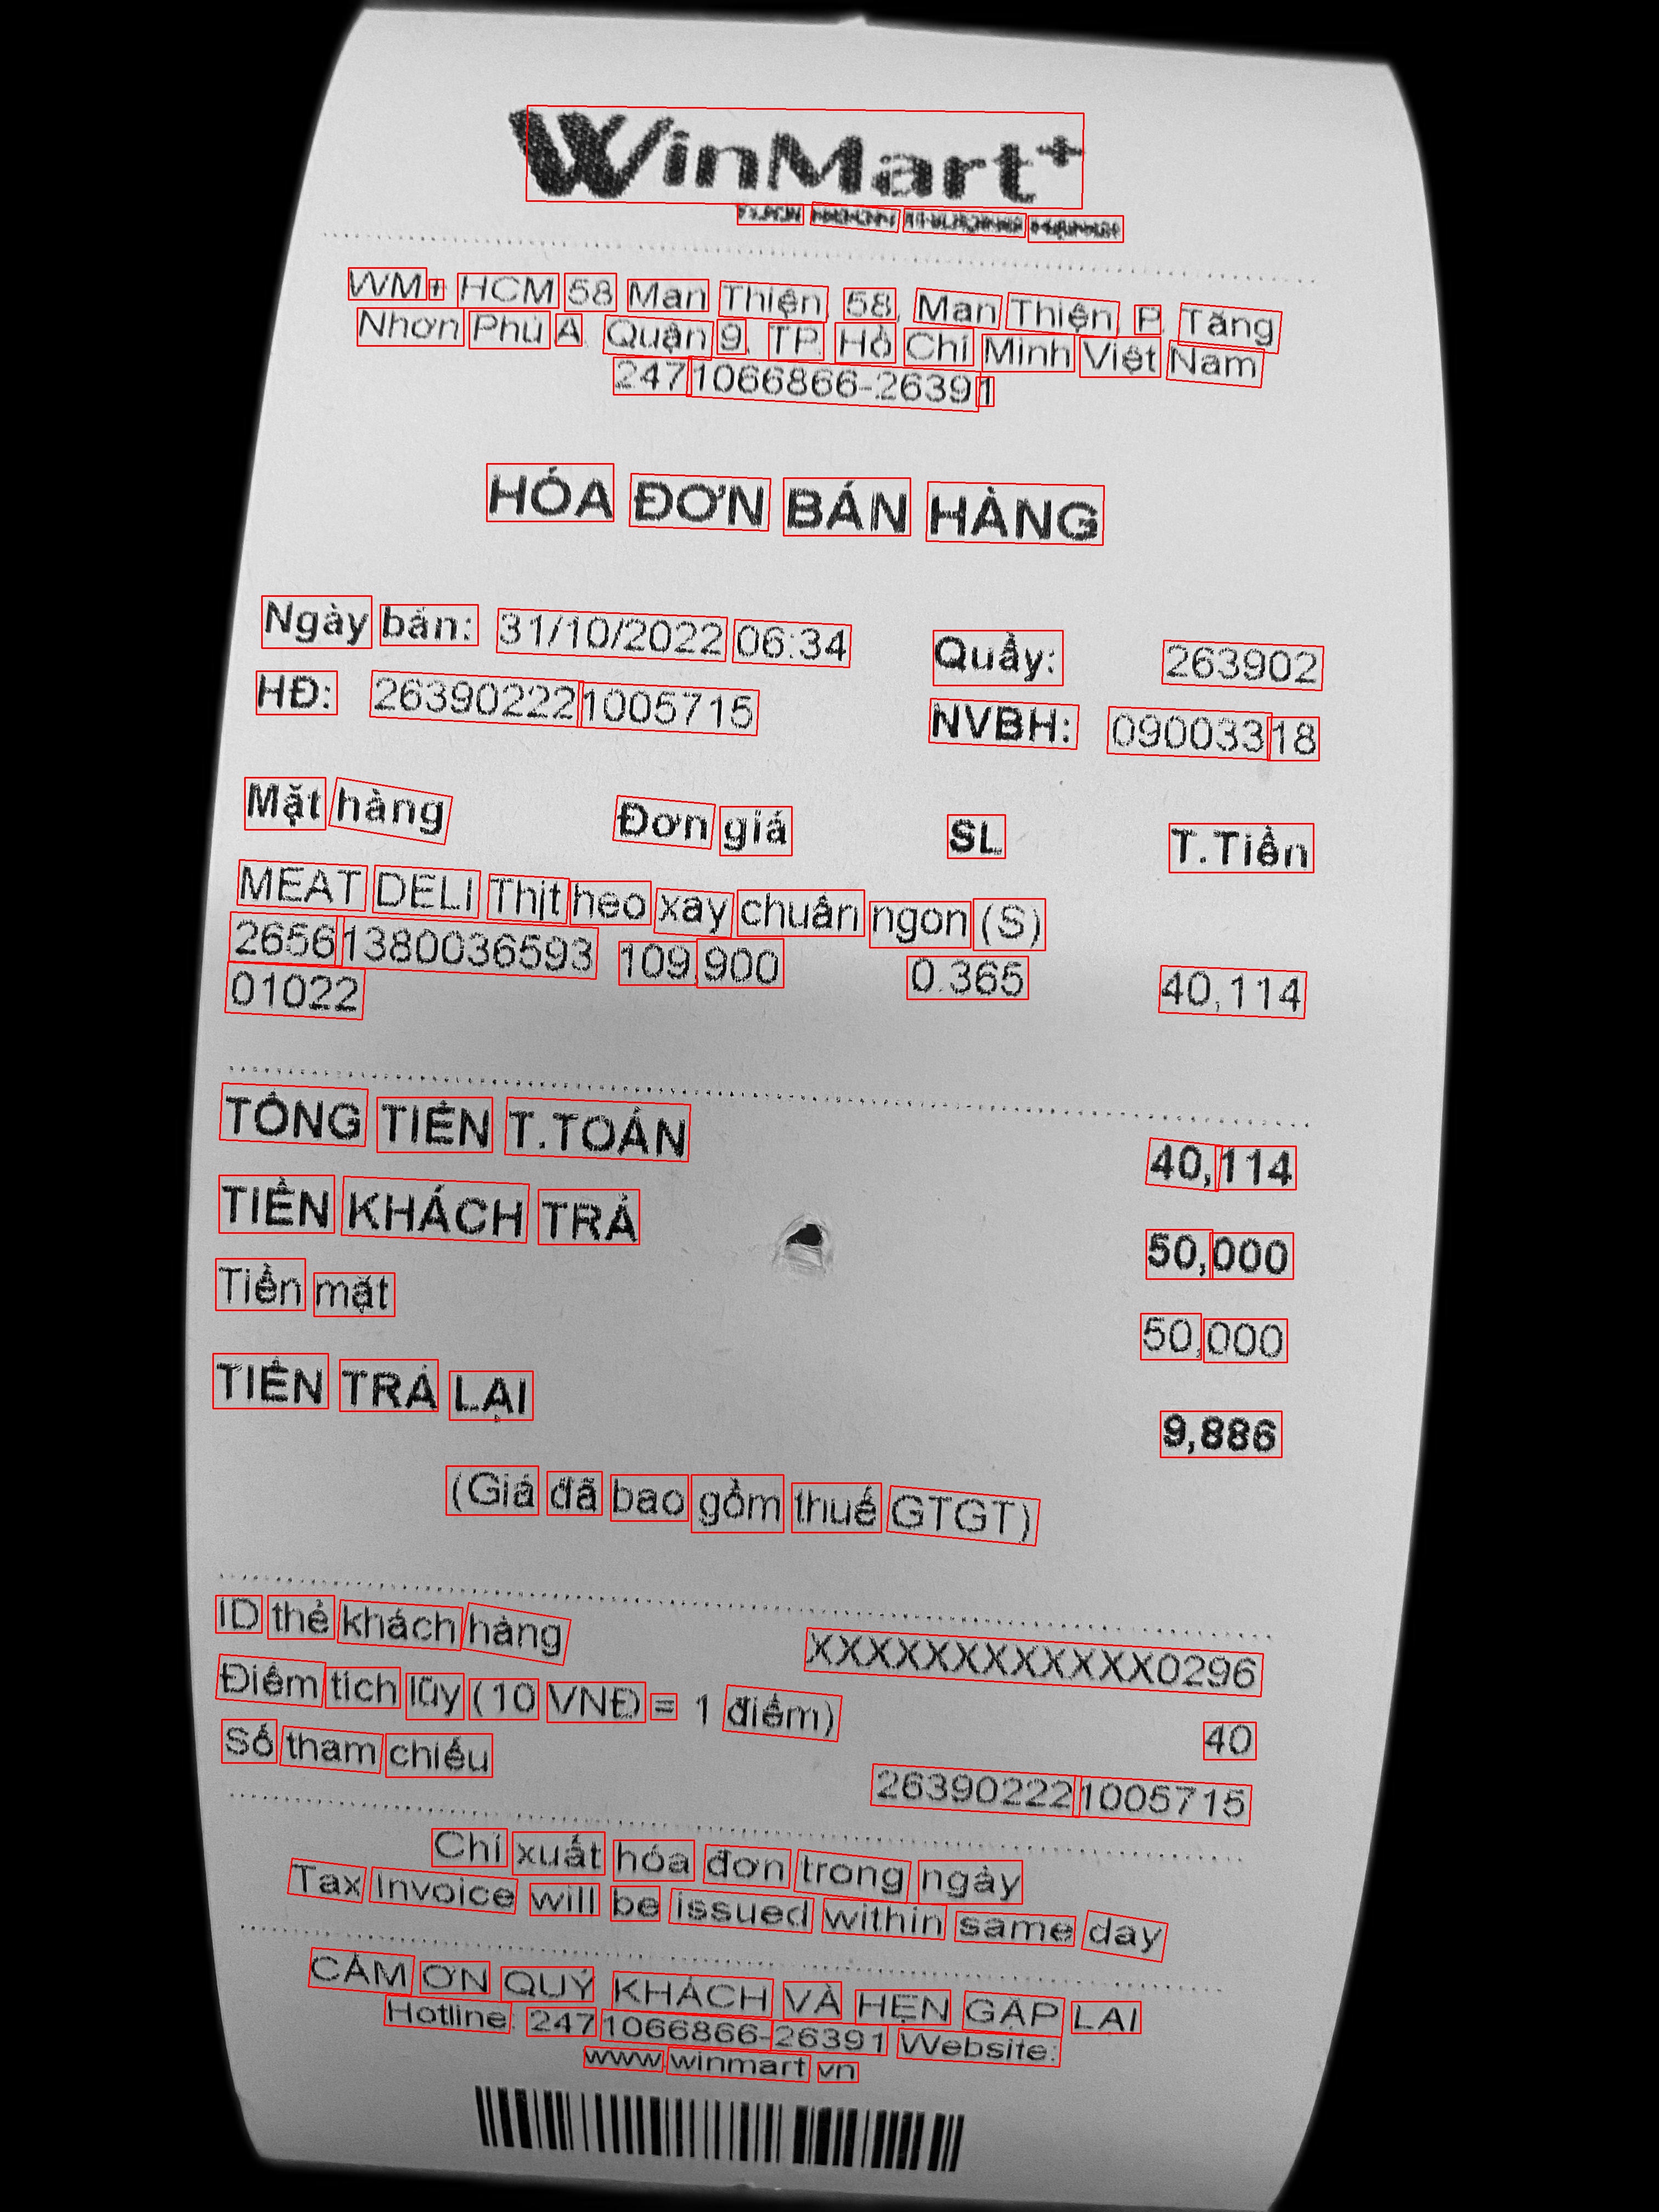 WinMart+
WM+ HCM 58 Man Thiện, 58, Man Thiện, P. Tăng
Nhơn Phú A, Quận 9, TP. Hồ Chí Minh Việt Nam
2471066866-26391
HÓA ĐƠN BÁN HÀNG
Ngày bán: 31/10/2022 06:34 Quầy: 263902
HĐ: 263902221005715 NVBH: 09003318
Mặt hàng Đơn giá SL T.Tiền
MEAT DELI Thịt heo xay chuẩn ngon (S)
26561380036593 109,900 0.365 40,114
01022
TỔNG TIỀN T.TOÁN 40,114
TIỀN KHÁCH TRẢ 50,000
Tiền mặt 50,000
TIỀN TRẢ LẠI 9,886
(Giá đã bao gồm thuế GTGT)
ID thẻ khách hàng XXXXXXXXXXXX0296
Điểm tích lũy (10 VNĐ = 1 điểm) 40
Số tham chiếu 263902221005715
Chỉ xuất hóa đơn trong ngày
Tax Invoice will be issued within same day
CẢM ƠN QUÝ KHÁCH VÀ HẸN GẶP LẠI
Hotline: 2471066866-26391 Website:
www.winmart.vn